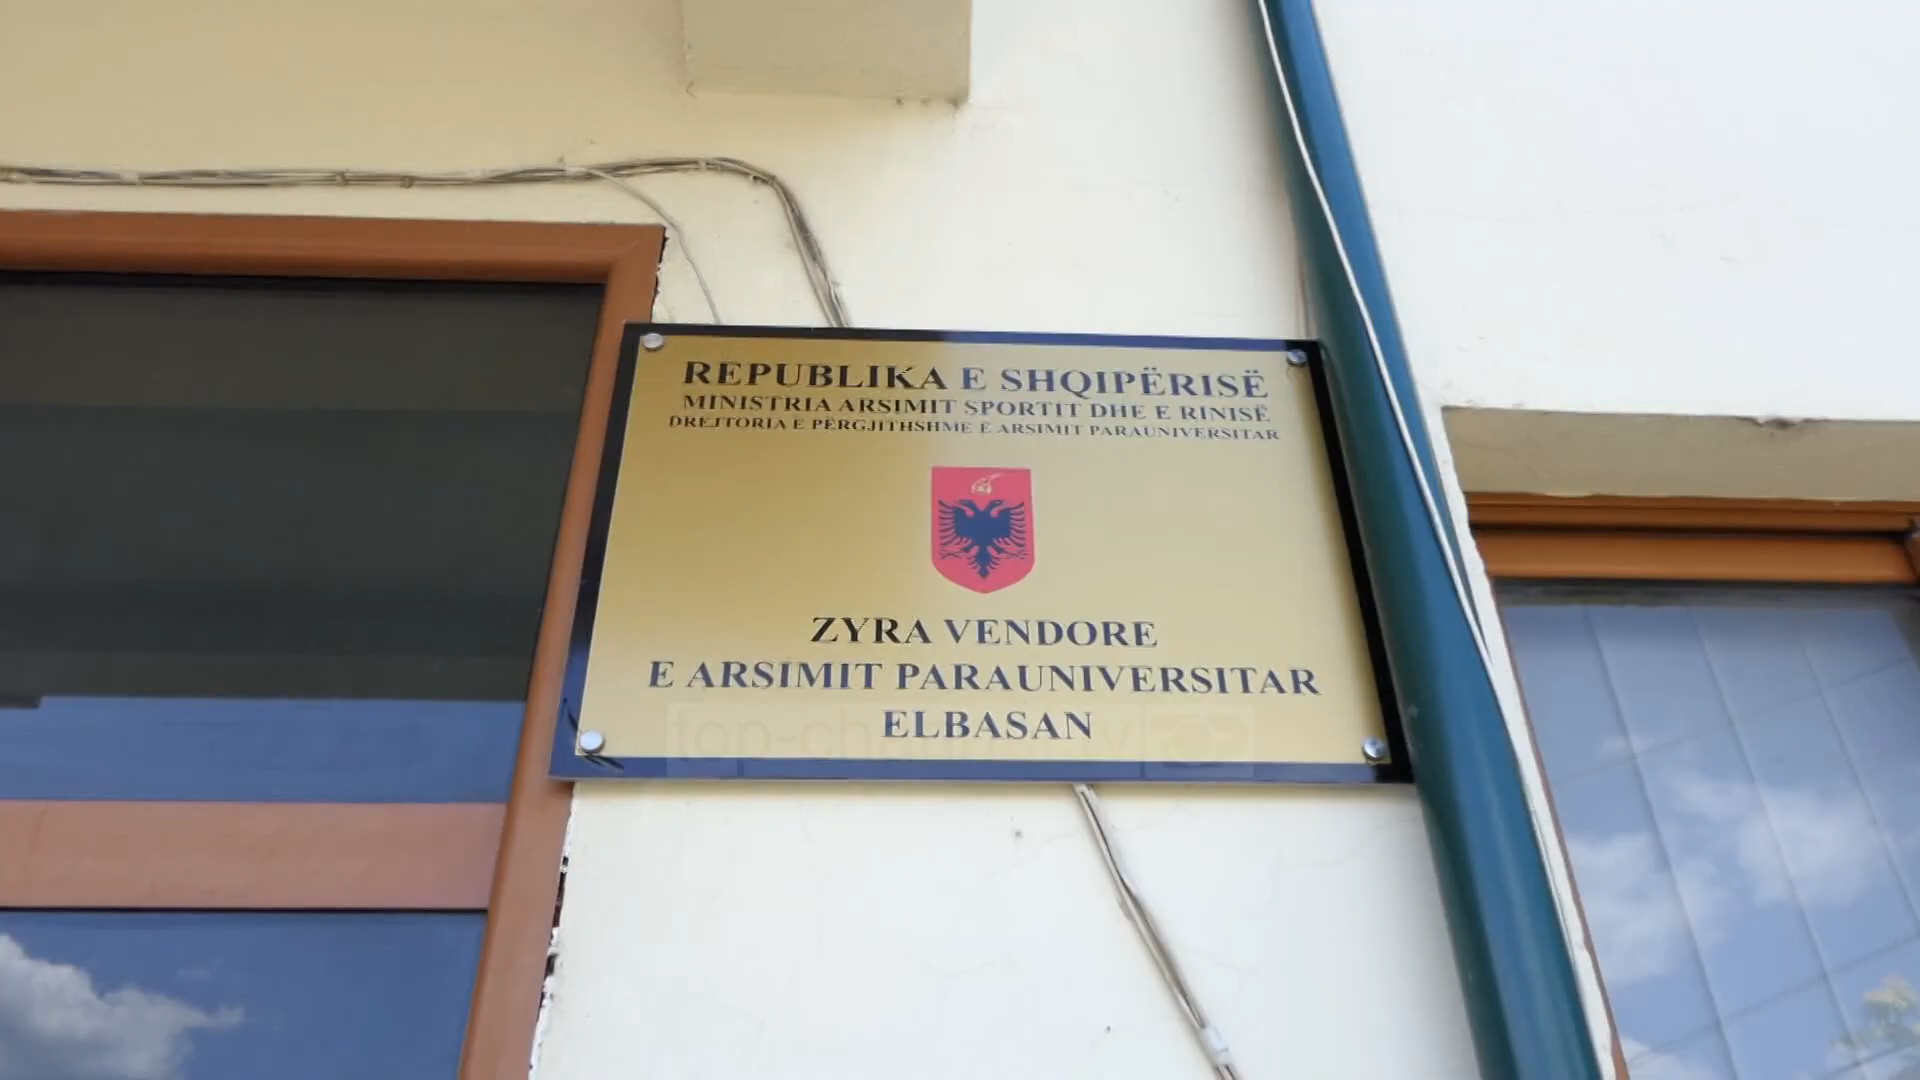 REPUBLIKA E SHQIPËRISË
MINISTRIA ARSIMIT SPORTIT DHE E RINISË
DREJTORIA E PËRGJITHSHME E ARSIMIT PARAUNIVERSITAR
ZYRA VENDORE
E ARSIMIT PARAUNIVERSITAR
ELBASAN